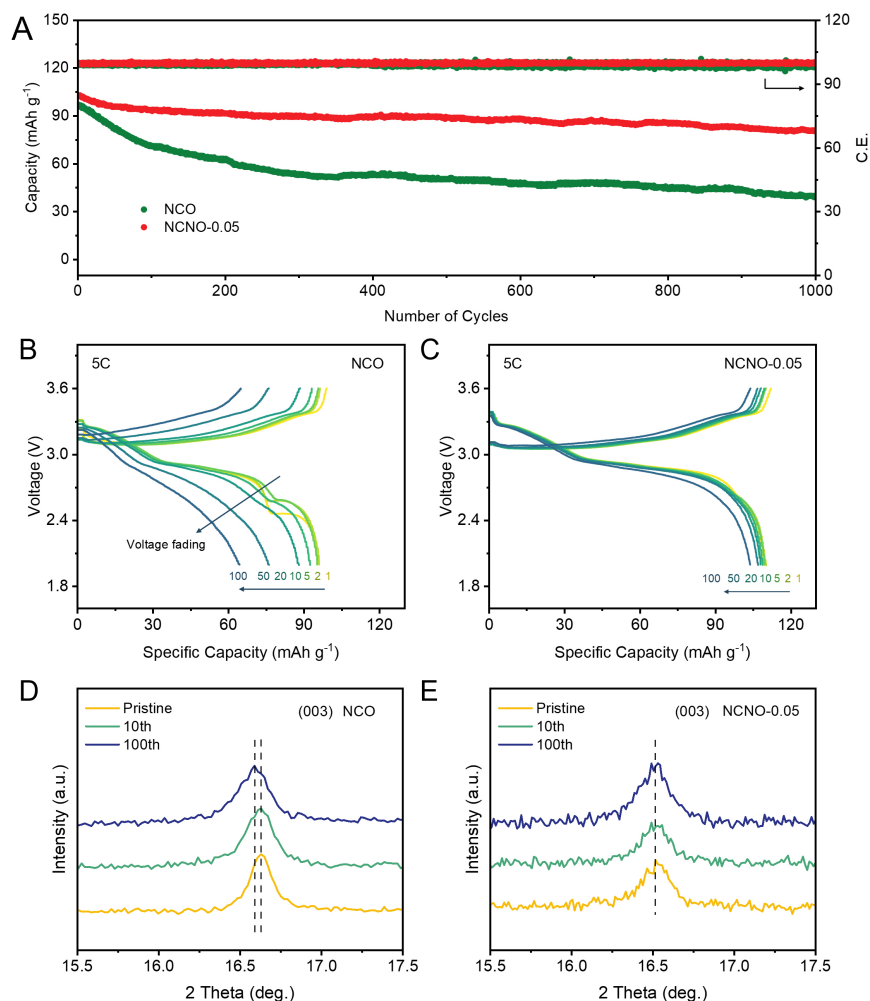 A
150
120
90
60
30
0
Capacity (mAh g⁻¹)
120
90
60
30
0
C.E.
NCO
NCNO-0.05
0 200 400 600 800 1000
Number of Cycles
B
5C NCO
3.6
3.0
2.4
1.8
Voltage (V)
Voltage fading
100 50 20 10 5 2 1
0 30 60 90 120
Specific Capacity (mAh g⁻¹)
C
5C NCNO-0.05
3.6
3.0
2.4
1.8
Voltage (V)
100 50 20 10 5 2 1
0 30 60 90 120
Specific Capacity (mAh g⁻¹)
D
Pristine
10th
100th
(003) NCO
Intensity (a.u.)
15.5 16.0 16.5 17.0 17.5
2 Theta (deg.)
E
Pristine
10th
100th
(003) NCNO-0.05
Intensity (a.u.)
15.5 16.0 16.5 17.0 17.5
2 Theta (deg.)